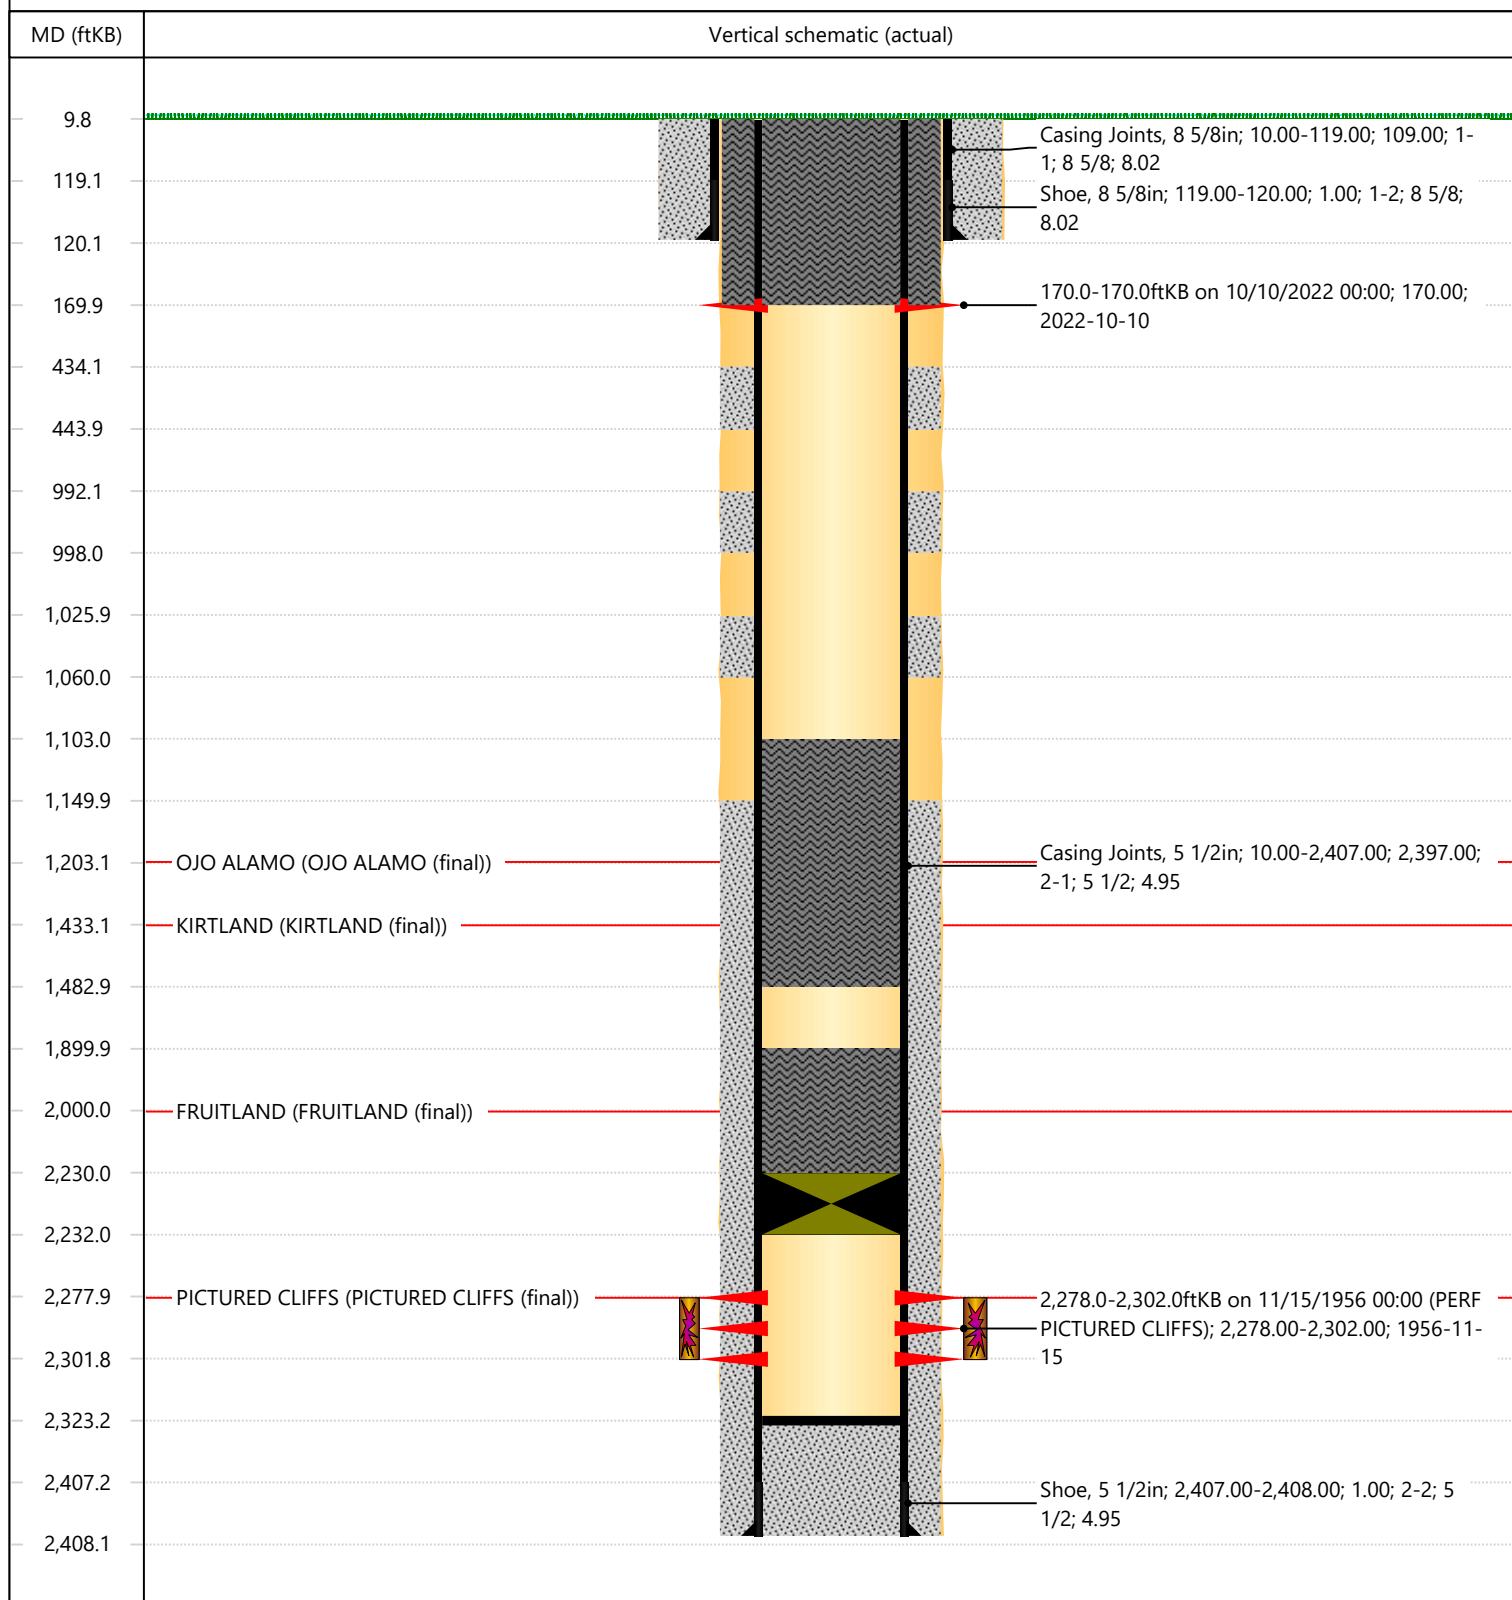 MD (ftKB)
Vertical schematic (actual)
9.8
Casing Joints, 8 5/8in; 10.00-119.00; 109.00; 1-
1; 8 5/8; 8.02
119.1
Shoe, 8 5/8in; 119.00-120.00; 1.00; 1-2; 8 5/8;
8.02
120.1
169.9
170.0-170.0ftKB on 10/10/2022 00:00; 170.00;
2022-10-10
434.1
443.9
992.1
998.0
1,025.9
1,060.0
1,103.0
1,149.9
1,203.1
OJO ALAMO (OJO ALAMO (final))
Casing Joints, 5 1/2in; 10.00-2,407.00; 2,397.00;
2-1; 5 1/2; 4.95
1,433.1
KIRTLAND (KIRTLAND (final))
1,482.9
1,899.9
2,000.0
FRUITLAND (FRUITLAND (final))
2,230.0
2,232.0
2,277.9
PICTURED CLIFFS (PICTURED CLIFFS (final))
2,278.0-2,302.0ftKB on 11/15/1956 00:00 (PERF
PICTURED CLIFFS); 2,278.00-2,302.00; 1956-11-
15
2,301.8
2,323.2
2,407.2
Shoe, 5 1/2in; 2,407.00-2,408.00; 1.00; 2-2; 5
1/2; 4.95
2,408.1